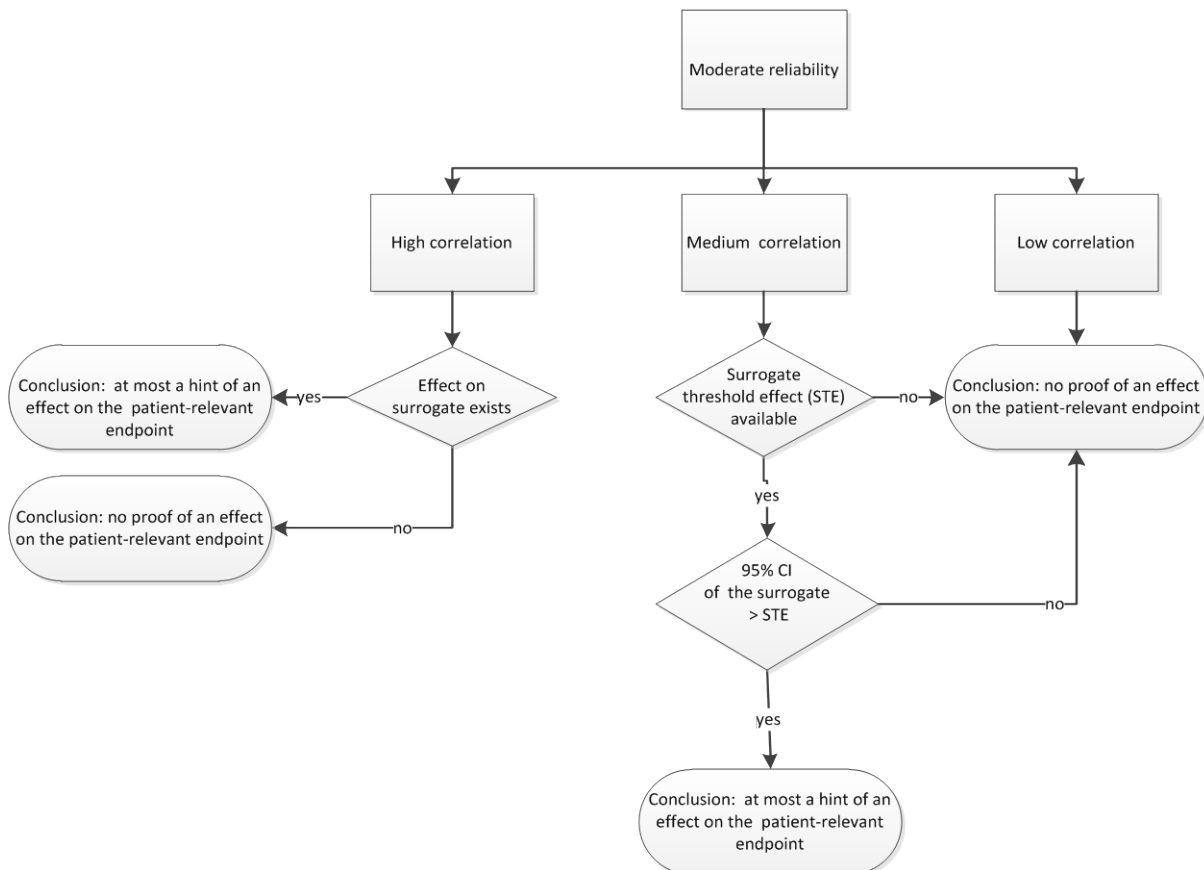 Moderate reliability
High correlation
Medium correlation
Low correlation
Conclusion: at most a hint of an
effect on the patient-relevant
endpoint
yes
Effect on
surrogate exists
Surrogate
threshold effect (STE)
available
no
Conclusion: no proof of an effect
on the patient-relevant endpoint
Conclusion: no proof of an effect
on the patient-relevant endpoint
no
yes
95% CI
of the surrogate
> STE
no
yes
Conclusion: at most a hint of an
effect on the patient-relevant
endpoint